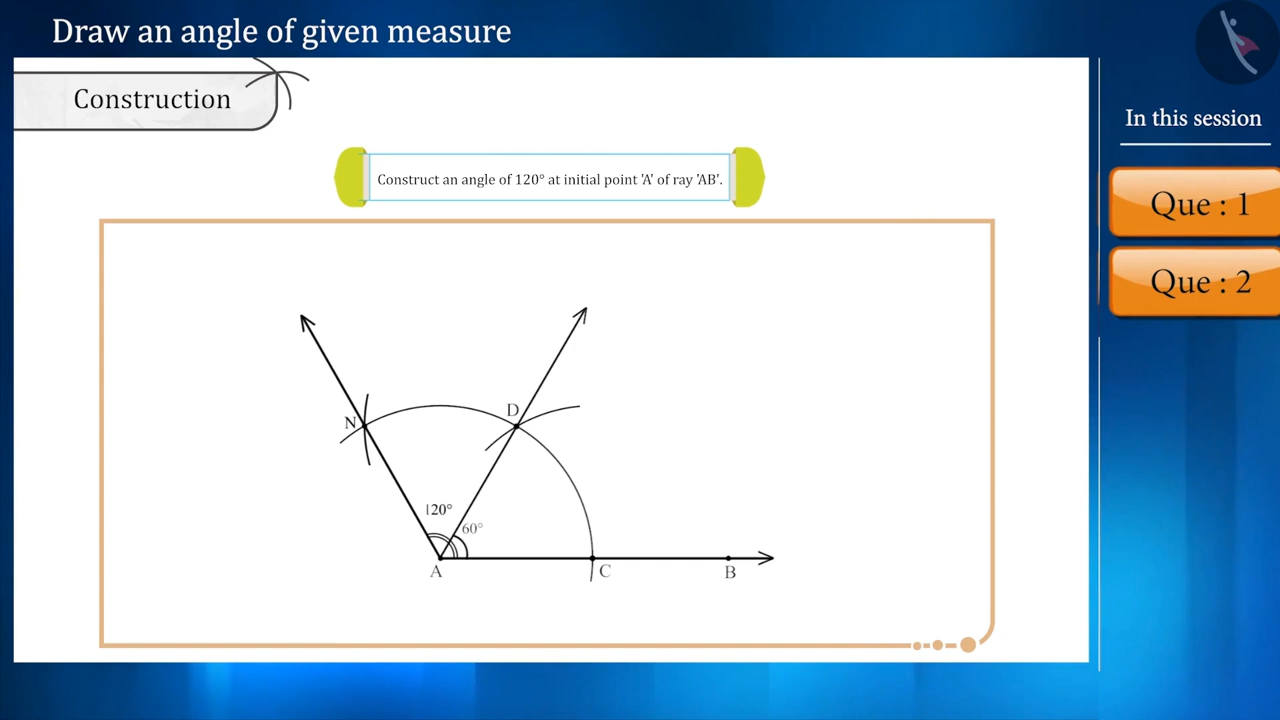 Draw an angle of given measure
Construction
In this session
Construct an angle of 120° at initial point 'A' of ray 'AB'.
Que : 1
Que : 2
D
N
120°
60°
A
C
B